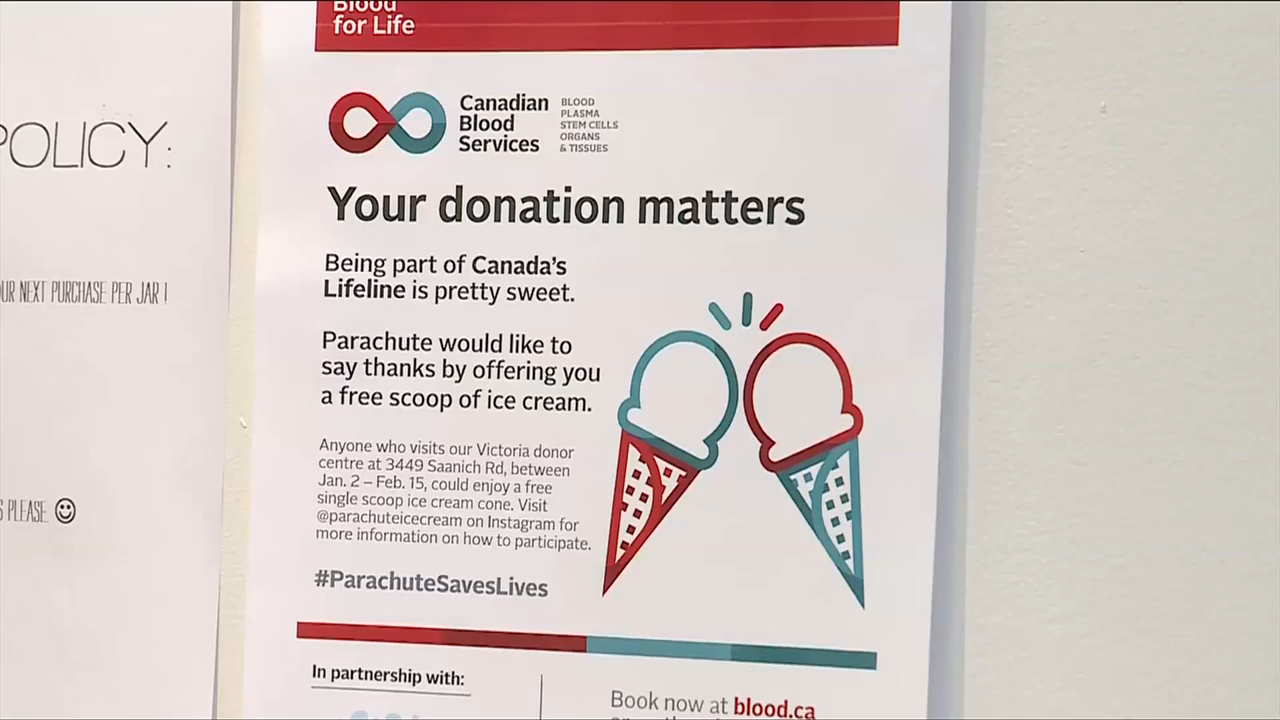 POLICY:
UR NEXT PURCHASE PER JAR !
PLEASE
Blood
for Life
Canadian
Blood
Services
BLOOD
PLASMA
STEM CELLS
ORGANS
& TISSUES
Your donation matters
Being part of Canada's
Lifeline is pretty sweet.
Parachute would like to
say thanks by offering you
a free scoop of ice cream.
Anyone who visits our Victoria donor
centre at 3449 Saanich Rd, between
Jan. 2 – Feb. 15, could enjoy a free
single scoop ice cream cone. Visit
@parachuteicecream on Instagram for
more information on how to participate.
#ParachuteSavesLives
In partnership with:
Book now at blood.ca